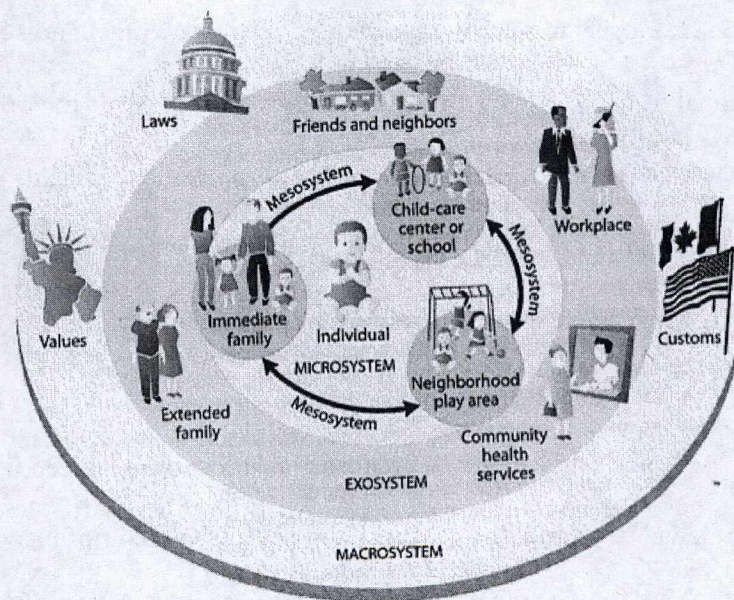 Laws
Friends and neighbors
Mesosystem
Child-care
center or
school
Workplace
Mesosystem
Values
Immediate
family
Individual
Customs
MICROSYSTEM
Neighborhood
play area
Mesosystem
Extended
family
Community
health
services
EXOSYSTEM
MACROSYSTEM